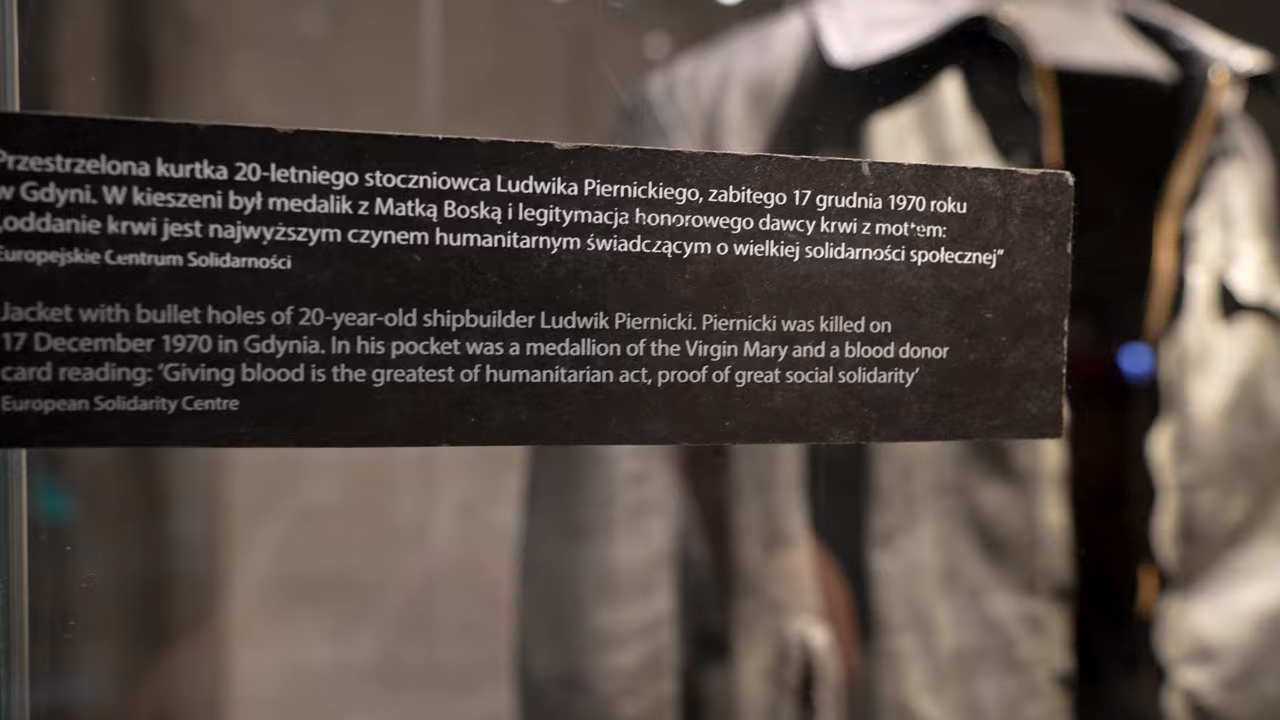 Przestrzelona kurtka 20-letniego stoczniowca Ludwika Piernickiego, zabitego 17 grudnia 1970 roku
w Gdyni. W kieszeni był medalik z Matką Boską i legitymacja honorowego dawcy krwi z mottem:
„oddanie krwi jest najwyższym czynem humanitarnym świadczącym o wielkiej solidarności społecznej”
Europejskie Centrum Solidarności
Jacket with bullet holes of 20-year-old shipbuilder Ludwik Piernicki. Piernicki was killed on
17 December 1970 in Gdynia. In his pocket was a medallion of the Virgin Mary and a blood donor
card reading: ‘Giving blood is the greatest of humanitarian act, proof of great social solidarity’
European Solidarity Centre